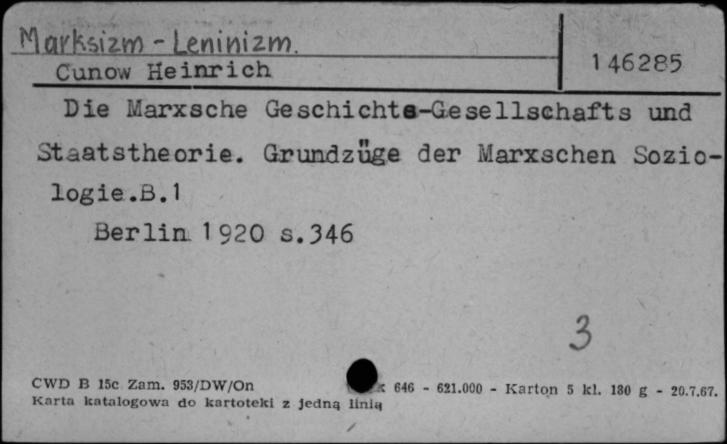 Marksizm - Leninizm.
146285
Cunow Heinrich
Die Marxsche Geschichts-Gesellschafts und
Staatstheorie. Grundzüge der Marxschen Sozio-
logie.B.1
Berlin 1920 s.346
3
CWD B 15c Zam. 953/DW/On 646 - 621.000 - Karton 5 kl. 180 g - 20.7.67.
Karta katalogowa do kartoteki z jedną linią